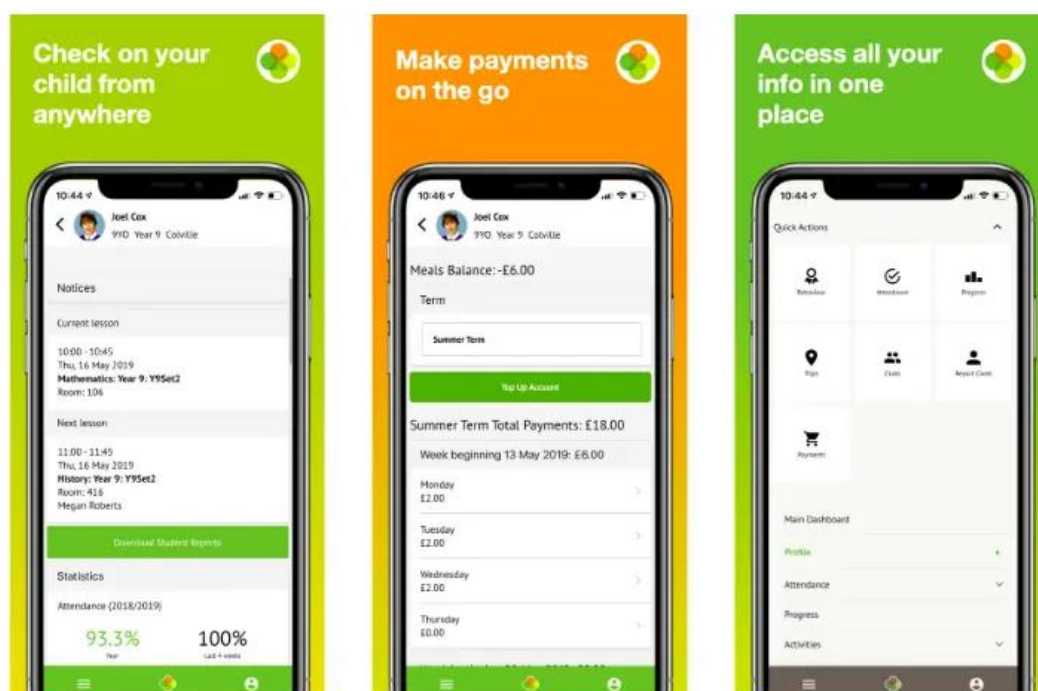 Check on your
child from
anywhere
10:44
Joel Cox
9YO Year 9 Colville
Notices
Current lesson
10:00 - 10:45
Thu, 16 May 2019
Mathematics: Year 9: Y9Set2
Room: 106
Next lesson
11:00 - 11:45
Thu, 16 May 2019
History: Year 9: Y9Set2
Room: 416
Megan Roberts
Download Student Reports
Statistics
Attendance (2018/2019)
93.3% 100%
Year Last 4 weeks
Make payments
on the go
10:46
Joel Cox
9YO Year 9 Colville
Meals Balance: -£6.00
Term
Summer Term
Top Up Account
Summer Term Total Payments: £18.00
Week beginning 13 May 2019: £6.00
Monday
£2.00
Tuesday
£2.00
Wednesday
£2.00
Thursday
£0.00
Access all your
info in one
place
10:44
Quick Actions
Behaviour Attendance Progress
Trips Clubs Report Cards
Payments
Main Dashboard
Profile
Attendance
Progress
Activities